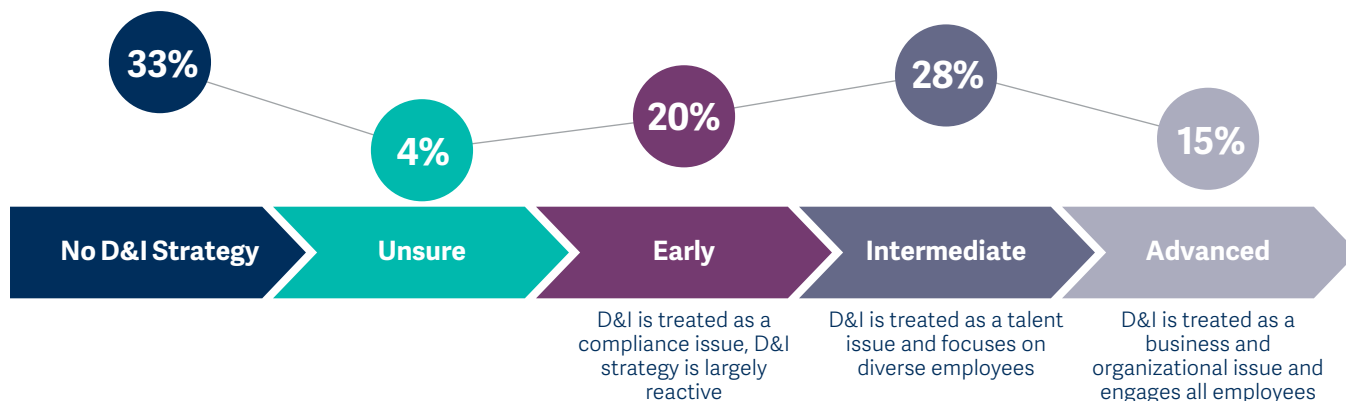 33%
4%
20%
28%
15%
No D&I Strategy
Unsure
Early
Intermediate
Advanced
D&I is treated as a
compliance issue, D&I
strategy is largely
reactive
D&I is treated as a talent
issue and focuses on
diverse employees
D&I is treated as a
business and
organizational issue and
engages all employees